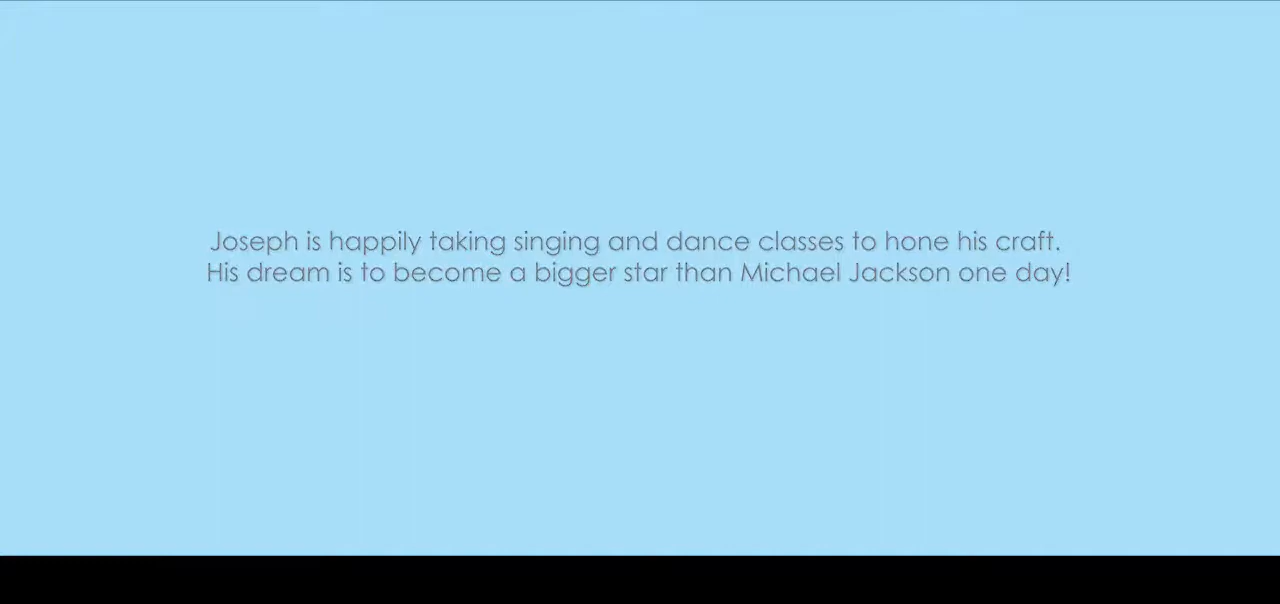 Joseph is happily taking singing and dance classes to hone his craft.
His dream is to become a bigger star than Michael Jackson one day!